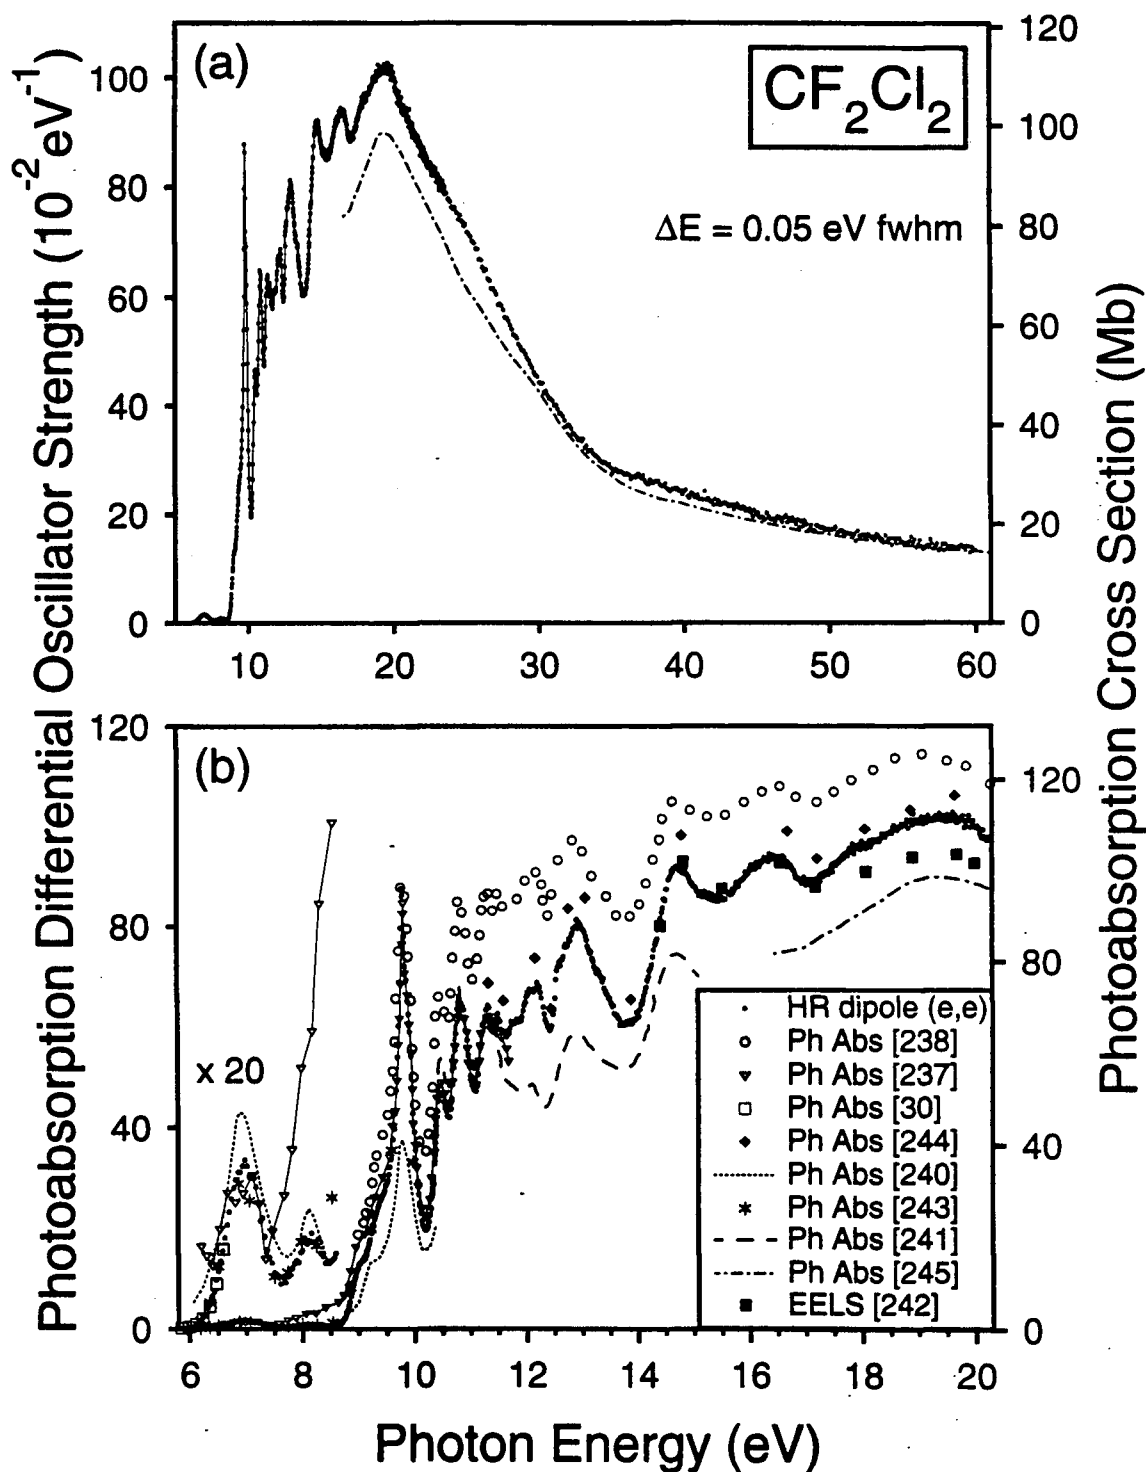 Photoabsorption Differential Oscillator Strength (10⁻² eV⁻¹)
(a)
CF₂Cl₂
ΔE = 0.05 eV fwhm
100
80
60
40
20
0
10 20 30 40 50 60
120
100
80
60
40
20
0
Photoabsorption Cross Section (Mb)
(b)
120
80
40
0
x 20
120
80
40
0
HR dipole (e,e)
Ph Abs [238]
Ph Abs [237]
Ph Abs [30]
Ph Abs [244]
Ph Abs [240]
Ph Abs [243]
Ph Abs [241]
Ph Abs [245]
EELS [242]
6 8 10 12 14 16 18 20
Photon Energy (eV)